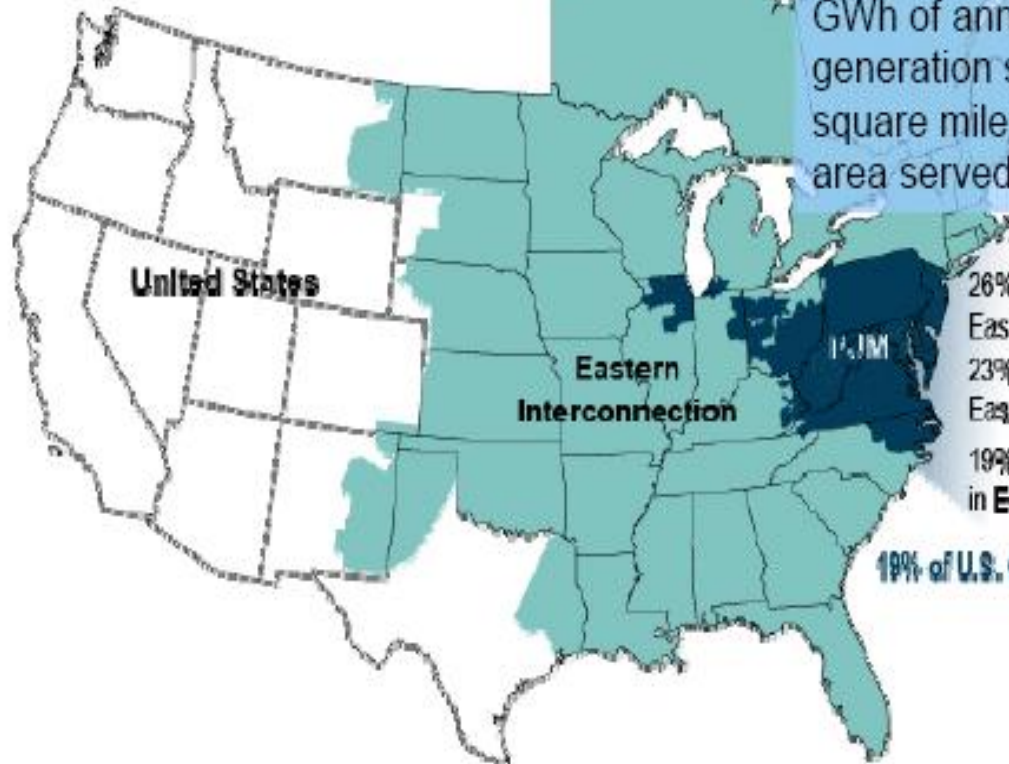 GWh of ann
generation s
square mile
area served
United States
26%
Eas
PJM
23%
Eastern
Interconnection
Eas
19%
in E
19% of U.S.